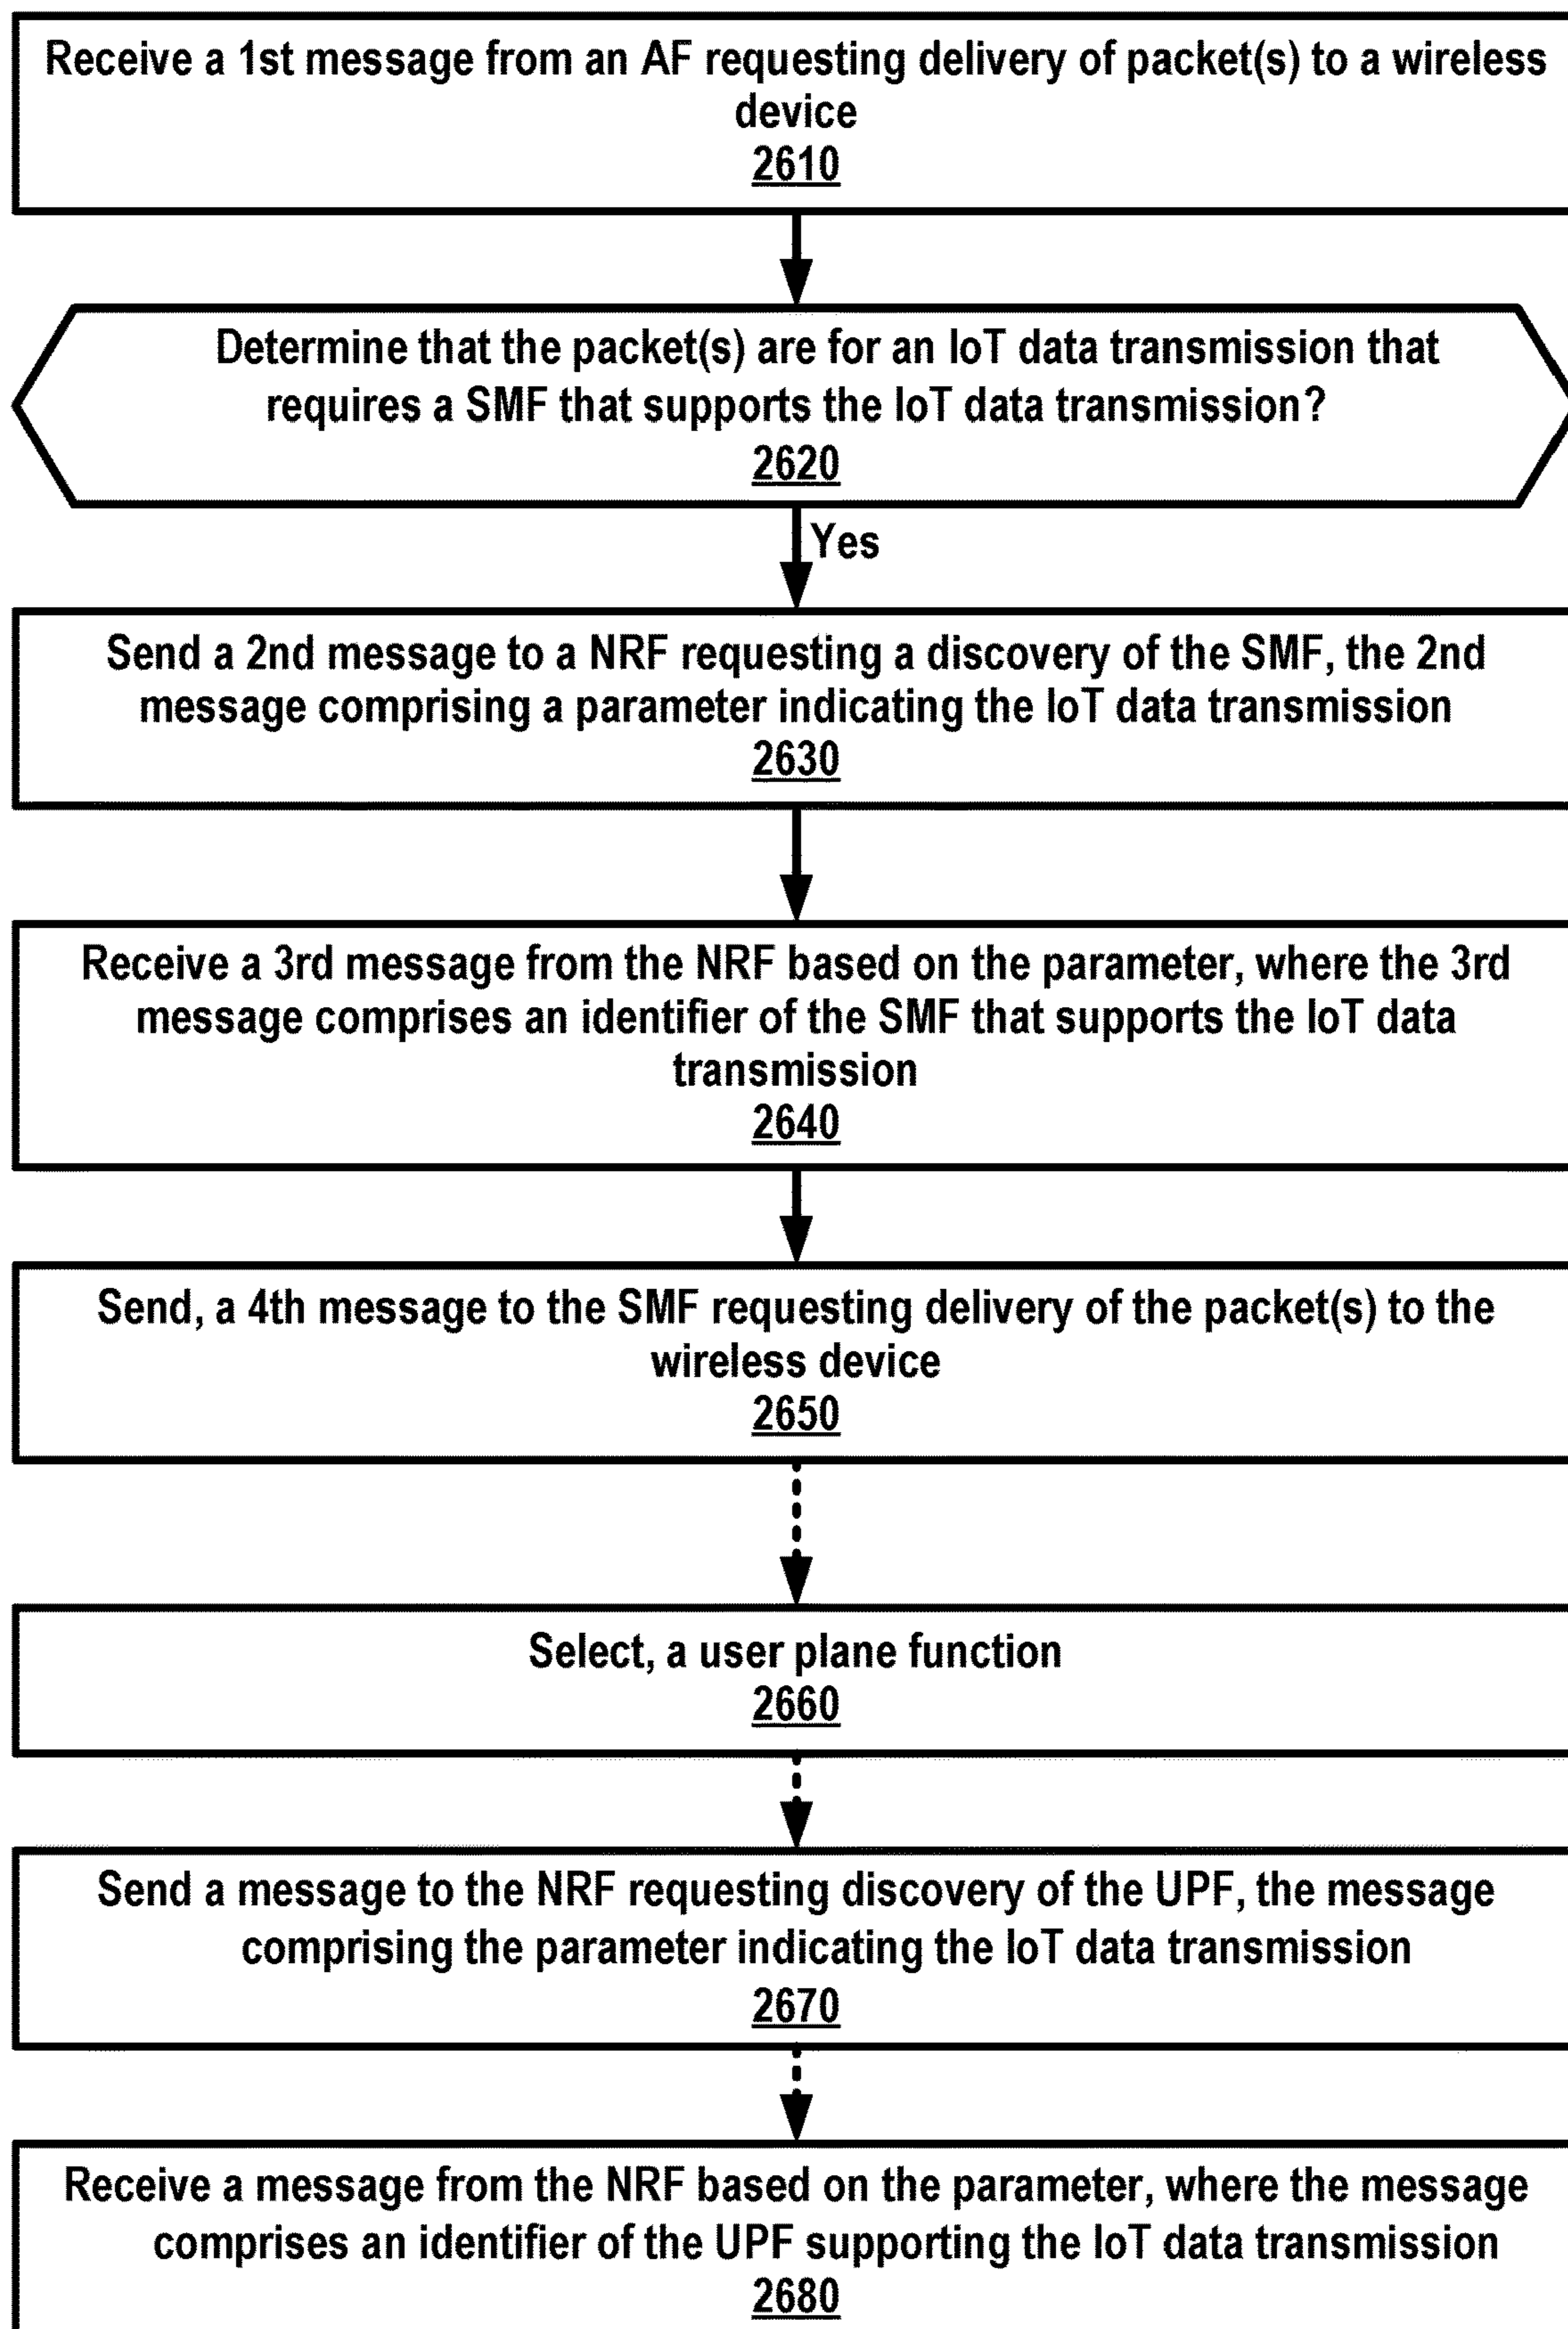 Receive a 1st message from an AF requesting delivery of packet(s) to a wireless
device
2610
Determine that the packet(s) are for an IoT data transmission that
requires a SMF that supports the IoT data transmission?
2620
Yes
Send a 2nd message to a NRF requesting a discovery of the SMF, the 2nd
message comprising a parameter indicating the IoT data transmission
2630
Receive a 3rd message from the NRF based on the parameter, where the 3rd
message comprises an identifier of the SMF that supports the IoT data
transmission
2640
Send, a 4th message to the SMF requesting delivery of the packet(s) to the
wireless device
2650
Select, a user plane function
2660
Send a message to the NRF requesting discovery of the UPF, the message
comprising the parameter indicating the IoT data transmission
2670
Receive a message from the NRF based on the parameter, where the message
comprises an identifier of the UPF supporting the IoT data transmission
2680